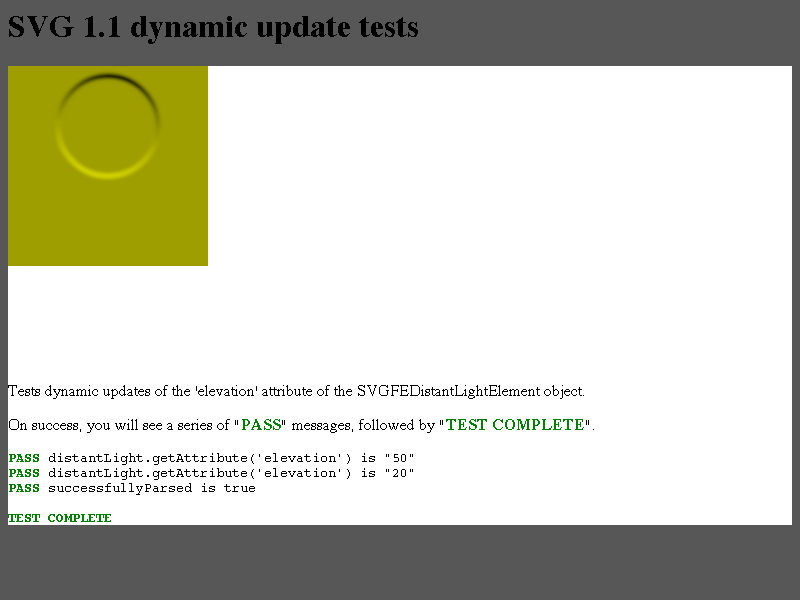 SVG 1.1 dynamic update tests
Tests dynamic updates of the 'elevation' attribute of the SVGFEDistantLightElement object.
On success, you will see a series of "PASS" messages, followed by "TEST COMPLETE".
PASS distantLight.getAttribute('elevation') is "50"
PASS distantLight.getAttribute('elevation') is "20"
PASS successfullyParsed is true
TEST COMPLETE